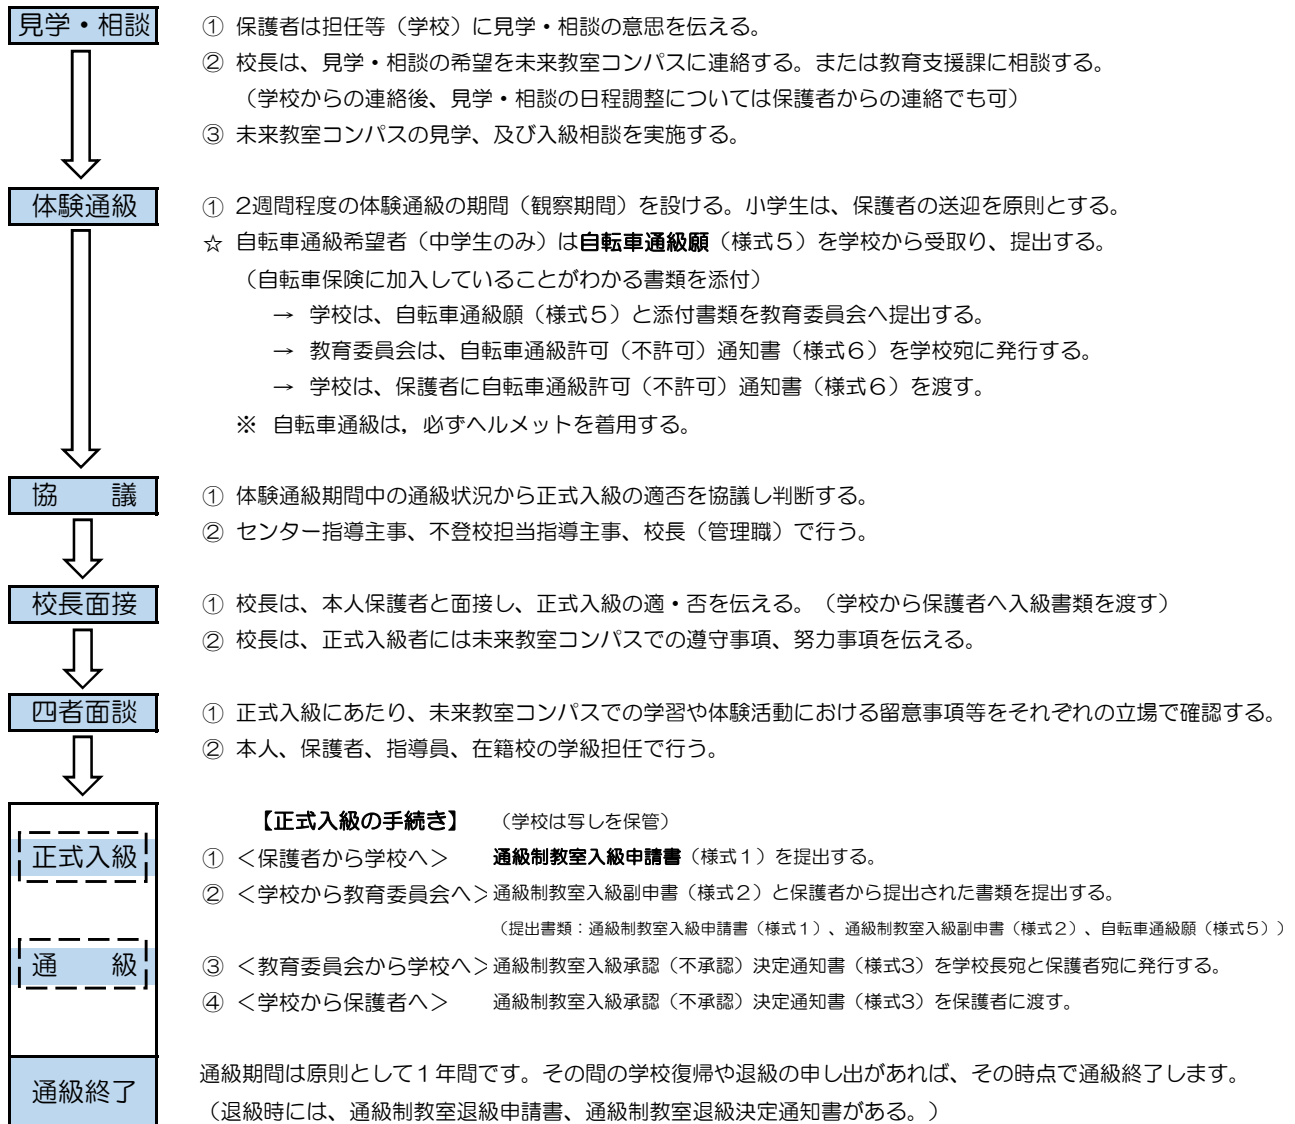 見学・相談
① 保護者は担任等（学校）に見学・相談の意思を伝える。
② 校長は、見学・相談の希望を未来教室コンパスに連絡する。または教育支援課に相談する。
（学校からの連絡後、見学・相談の日程調整については保護者からの連絡でも可）
③ 未来教室コンパスの見学、及び入級相談を実施する。
体験通級
① 2週間程度の体験通級の期間（観察期間）を設ける。小学生は、保護者の送迎を原則とする。
☆ 自転車通級希望者（中学生のみ）は自転車通級願（様式５）を学校から受取り、提出する。
（自転車保険に加入していることがわかる書類を添付）
→ 学校は、自転車通級願（様式５）と添付書類を教育委員会へ提出する。
→ 教育委員会は、自転車通級許可（不許可）通知書（様式６）を学校宛に発行する。
→ 学校は、保護者に自転車通級許可（不許可）通知書（様式６）を渡す。
※ 自転車通級は，必ずヘルメットを着用する。
協　議
① 体験通級期間中の通級状況から正式入級の適否を協議し判断する。
② センター指導主事、不登校担当指導主事、校長（管理職）で行う。
校長面接
① 校長は、本人保護者と面接し、正式入級の適・否を伝える。（学校から保護者へ入級書類を渡す）
② 校長は、正式入級者には未来教室コンパスでの遵守事項、努力事項を伝える。
四者面談
① 正式入級にあたり、未来教室コンパスでの学習や体験活動における留意事項等をそれぞれの立場で確認する。
② 本人、保護者、指導員、在籍校の学級担任で行う。
【正式入級の手続き】　（学校は写しを保管）
正式入級
① ＜保護者から学校へ＞　通級制教室入級申請書（様式１）を提出する。
② ＜学校から教育委員会へ＞通級制教室入級副申書（様式２）と保護者から提出された書類を提出する。
（提出書類：通級制教室入級申請書（様式１）、通級制教室入級副申書（様式２）、自転車通級願（様式５））
通　級
③ ＜教育委員会から学校へ＞通級制教室入級承認（不承認）決定通知書（様式3）を学校長宛と保護者宛に発行する。
④ ＜学校から保護者へ＞　通級制教室入級承認（不承認）決定通知書（様式3）を保護者に渡す。
通級終了
通級期間は原則として１年間です。その間の学校復帰や退級の申し出があれば、その時点で通級終了します。
（退級時には、通級制教室退級申請書、通級制教室退級決定通知書がある。）